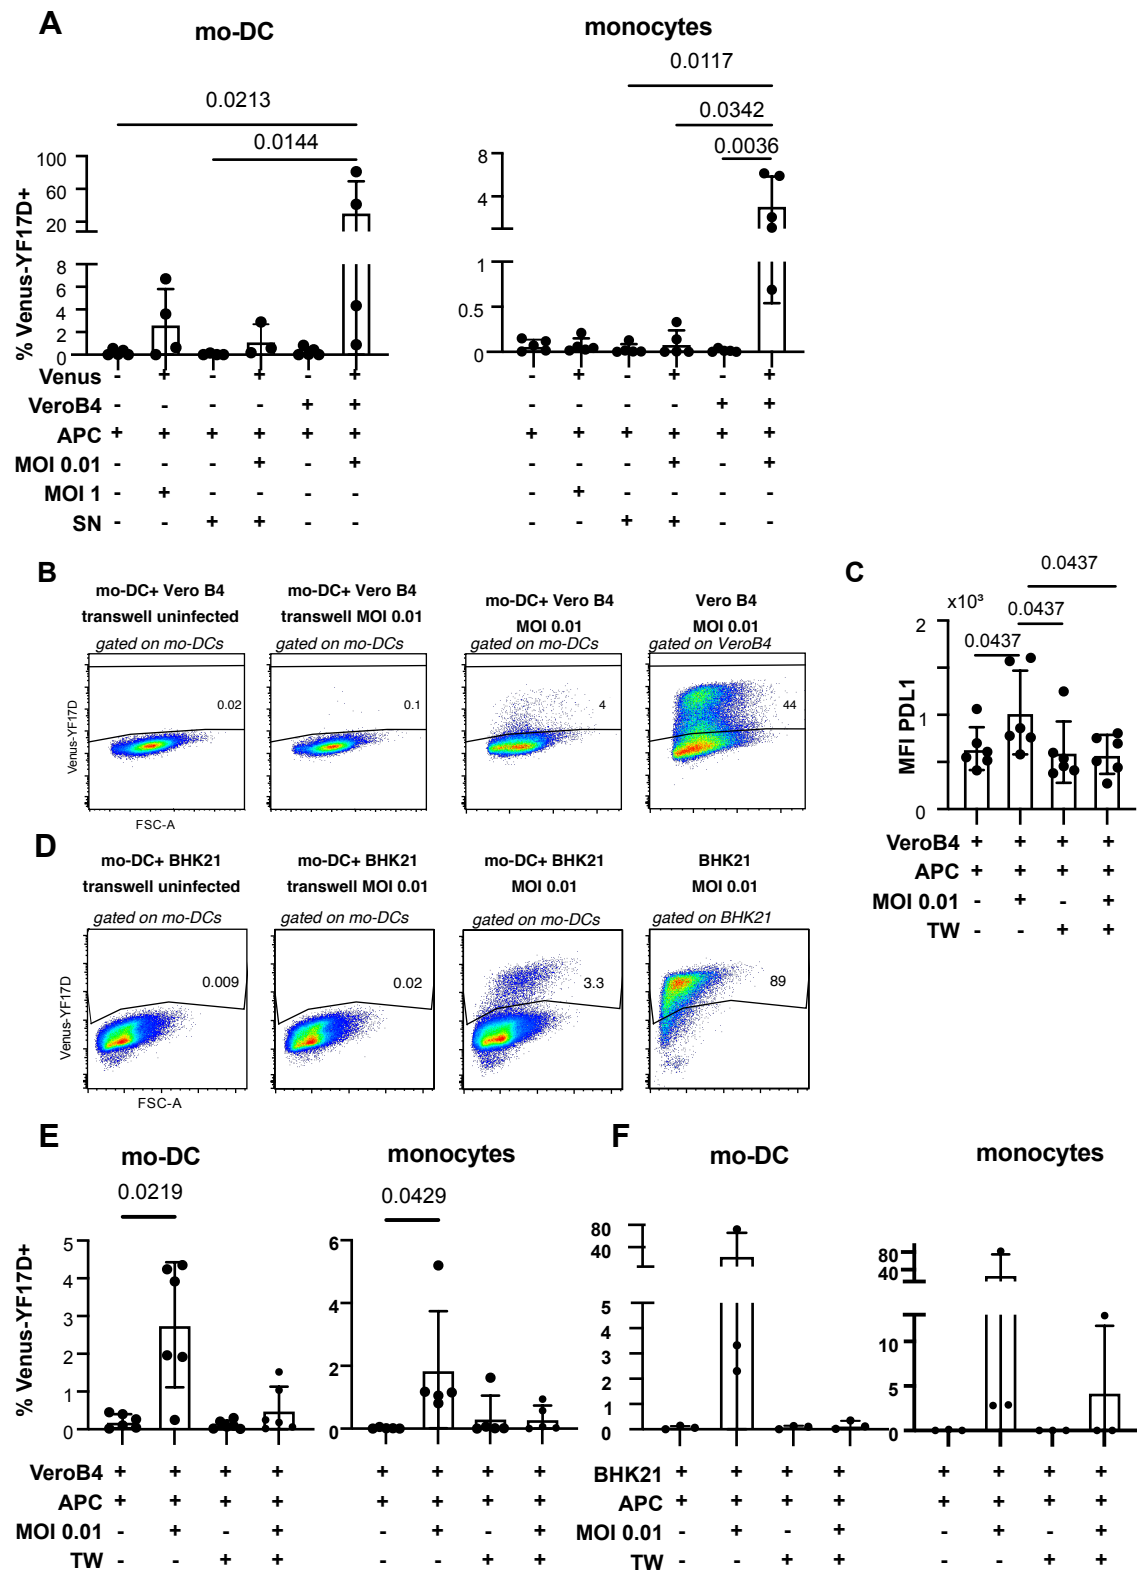 A
mo-DC
monocytes
0.0117
0.0213
0.0342
0.0144
0.0036
% Venus-YF17D+
100
60
20
8
6
4
2
0
8
4
1
0.5
0
Venus - + - + - + - + - + - +
VeroB4 - - - - + + - - - - + +
APC + + + + + + + + + + + +
MOI 0.01 - - - + - + - - - + - +
MOI 1 - + - - - - - + - - - -
SN - - + + - - - - + + - -
B
mo-DC+ Vero B4
transwell uninfected
gated on mo-DCs
0.02
mo-DC+ Vero B4
transwell MOI 0.01
gated on mo-DCs
0.1
mo-DC+ Vero B4
MOI 0.01
gated on mo-DCs
4
Vero B4
MOI 0.01
gated on VeroB4
44
Venus-YF17D
FSC-A
C
0.0437
0.0437
0.0437
x10³
MFI PDL1
2
1
0
VeroB4 + + + +
APC + + + +
MOI 0.01 - + - +
TW - - + +
D
mo-DC+ BHK21
transwell uninfected
gated on mo-DCs
0.009
mo-DC+ BHK21
transwell MOI 0.01
gated on mo-DCs
0.02
mo-DC+ BHK21
MOI 0.01
gated on mo-DCs
3.3
BHK21
MOI 0.01
gated on BHK21
89
Venus-YF17D
FSC-A
E
mo-DC
monocytes
0.0219
0.0429
% Venus-YF17D+
5
4
3
2
1
0
6
4
2
0
VeroB4 + + + + + + + +
APC + + + + + + + +
MOI 0.01 - + - + - + - +
TW - - + + - - + +
F
mo-DC
monocytes
80
40
5
4
3
2
1
0
80
40
10
5
0
BHK21 + + + + + + + +
APC + + + + + + + +
MOI 0.01 - + - + - + - +
TW - - + + - - + +